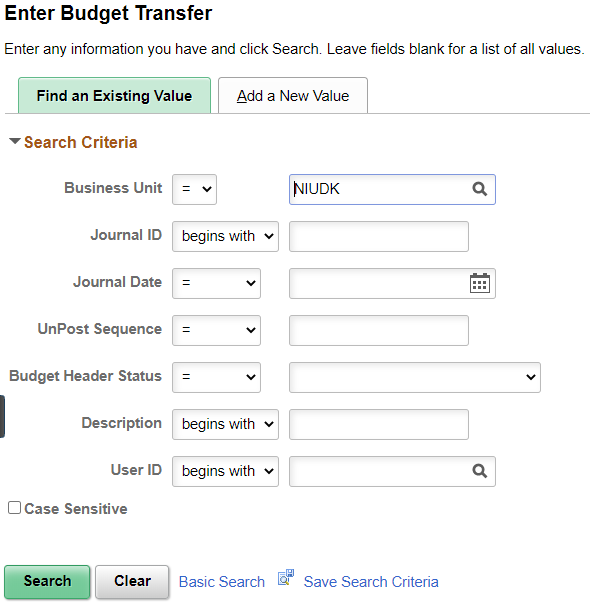 Enter Budget Transfer
Enter any information you have and click Search. Leave fields blank for a list of all values.
Find an Existing Value Add a New Value
Search Criteria
Business Unit = NIUDK
Journal ID begins with
Journal Date =
UnPost Sequence =
Budget Header Status =
Description begins with
User ID begins with
Case Sensitive
Search Clear Basic Search Save Search Criteria